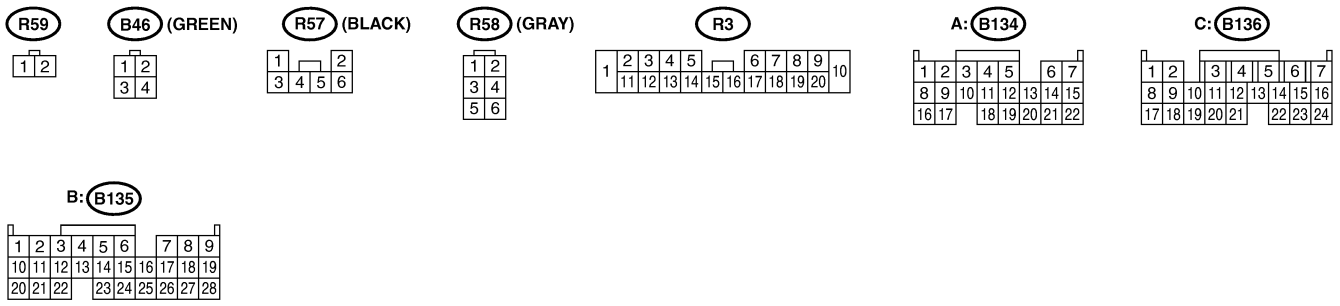 R59
1 2
B46 (GREEN)
1 2
3 4
R57 (BLACK)
1 2
3 4 5 6
R58 (GRAY)
1 2
3 4
5 6
R3
1 2 3 4 5 6 7 8 9 10
11 12 13 14 15 16 17 18 19 20
A: B134
1 2 3 4 5 6 7
8 9 10 11 12 13 14 15
16 17 18 19 20 21 22
C: B136
1 2 3 4 5 6 7
8 9 10 11 12 13 14 15 16
17 18 19 20 21 22 23 24
B: B135
1 2 3 4 5 6 7 8 9
10 11 12 13 14 15 16 17 18 19
20 21 22 23 24 25 26 27 28